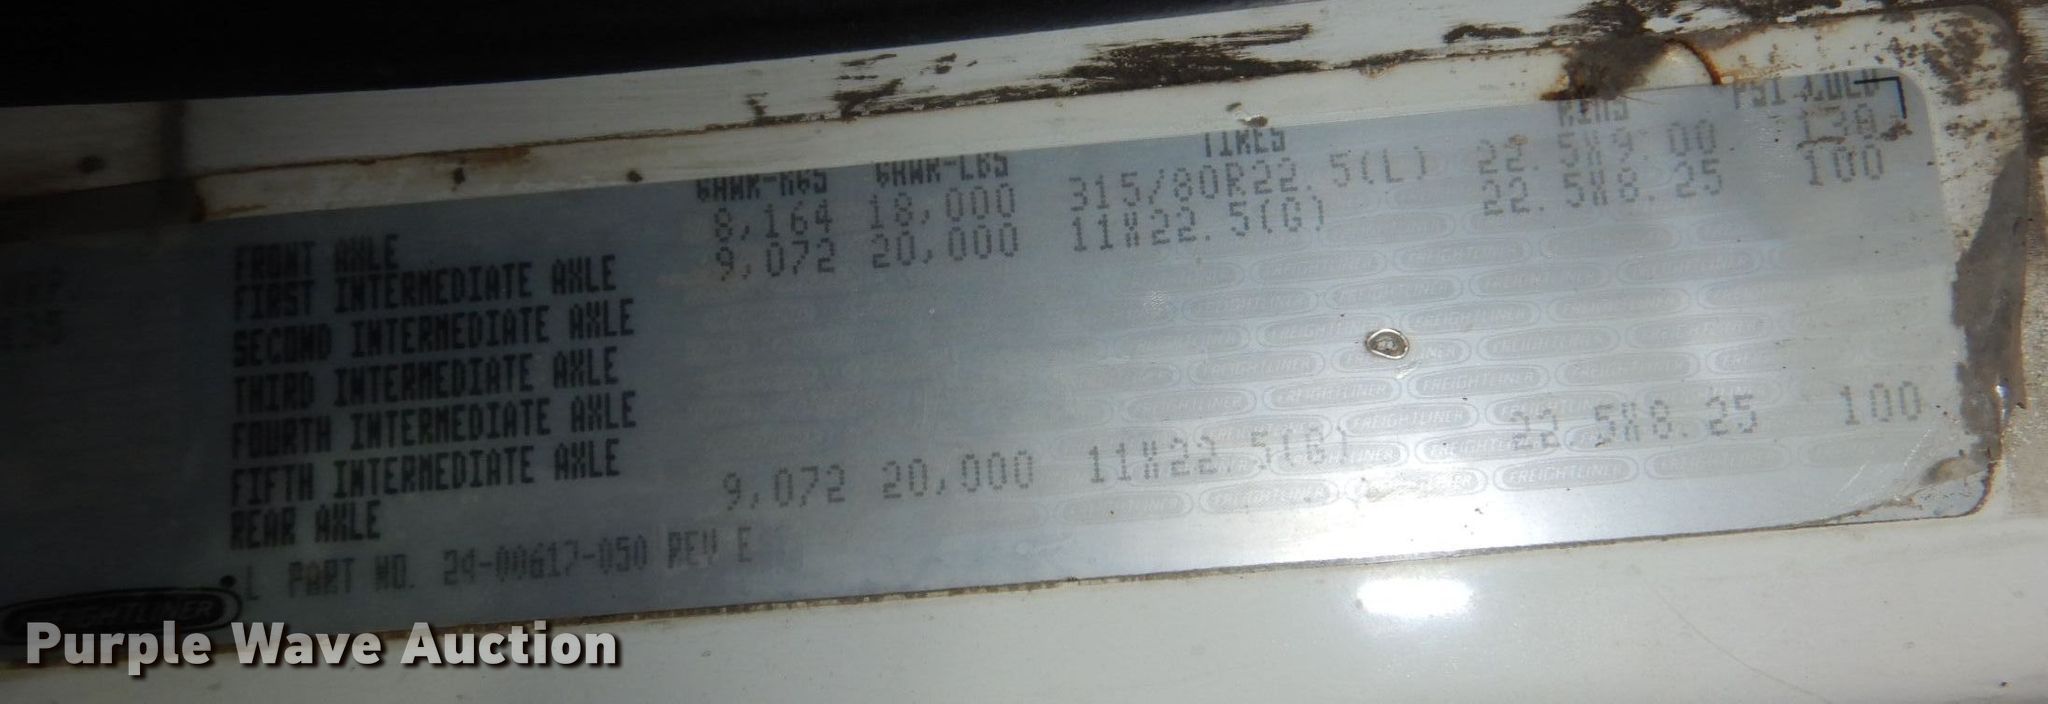 GAWR-KGS GAWR-LBS TIRES RIMS PSI COLD
FRONT AXLE 8,164 18,000 315/80R22.5(L) 22.5X9.00 130
FIRST INTERMEDIATE AXLE 9,072 20,000 11X22.5(G) 22.5X8.25 100
SECOND INTERMEDIATE AXLE
THIRD INTERMEDIATE AXLE
FOURTH INTERMEDIATE AXLE
FIFTH INTERMEDIATE AXLE
REAR AXLE 9,072 20,000 11X22.5(G) 22.5X8.25 100
L PART NO. 24-00617-050 REV E
FREIGHTLINER
Purple Wave Auction